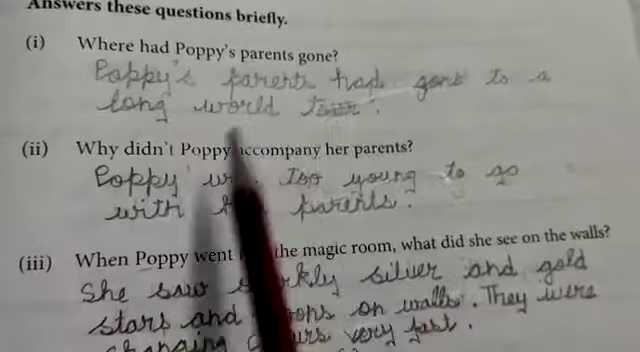 Answers these questions briefly.
(i) Where had Poppy's parents gone?
Poppy's parents had gone to a
long world tour.
(ii) Why didn't Poppy accompany her parents?
Poppy too young to go
with parents.
(iii) When Poppy went the magic room, what did she see on the walls?
She saw silver and gold
stars and on walls. They were
changing very fast.